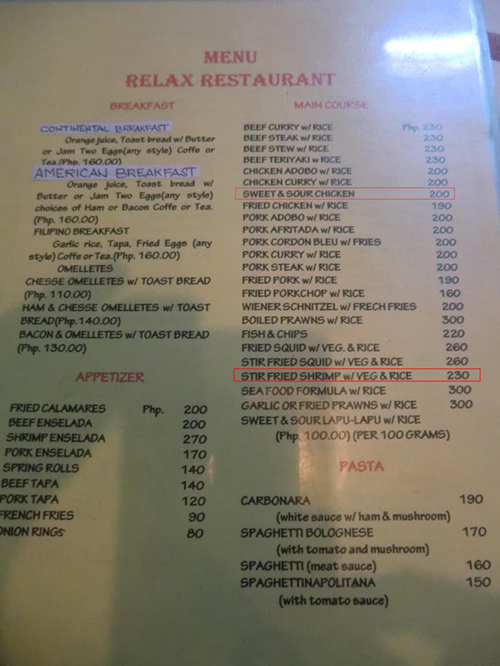 MENU
RELAX RESTAURANT
BREAKFAST
CONTINENTAL BREAKFAST
Orange juice, Toast bread w/ Butter
or Jam Two Eggs(any style) Coffe or
Tea.(Php. 160.00)
AMERICAN BREAKFAST
Orange juice, Toast bread w/
Butter or Jam Two Eggs(any style)
choices of Ham or Bacon Coffe or Tea.
(Php. 160.00)
FILIPINO BREAKFAST
Garlic rice, Tapa, Fried Eggs (any
style) Coffe or Tea.(Php. 160.00)
OMELLETES
CHESSE OMELLETES w/ TOAST BREAD
(Php. 110.00)
HAM & CHESSE OMELLETES w/ TOAST
BREAD(Php. 140.00)
BACON & OMELLETES w/ TOAST BREAD
(Php. 130.00)
APPETIZER
FRIED CALAMARES Php. 200
BEEF ENSELADA 200
SHRIMP ENSELADA 270
PORK ENSELADA 170
SPRING ROLLS 140
BEEF TAPA 140
PORK TAPA 120
FRENCH FRIES 90
ONION RINGS 80
MAIN COURSE
BEEF CURRY w/ RICE Php. 230
BEEF STEAK w/ RICE 230
BEEF STEW w/ RICE 230
BEEF TERIYAKI w RICE 230
CHICKEN ADOBO w/ RICE 200
CHICKEN CURRY w/ RICE 200
SWEET & SOUR CHICKEN 200
FRIED CHICKEN w/ RICE 190
PORK ADOBO w/ RICE 200
PORK AFRITADA w/ RICE 200
PORK CORDON BLEU w/ FRIES 200
PORK CURRY w/ RICE 200
PORK STEAK w/ RICE 200
FRIED PORK w/ RICE 190
FRIED PORKCHOP w/ RICE 160
WIENER SCHNITZEL w/ FRECH FRIES 200
BOILED PRAWNS w/ RICE 300
FISH & CHIPS 220
FRIED SQUID w/ VEG. & RICE 260
STIR FRIED SQUID w/ VEG & RICE 260
STIR FRIED SHRIMP w/ VEG & RICE 230
SEA FOOD FORMULA w/ RICE 300
GARLIC OR FRIED PRAWNS w/ RICE 300
SWEET & SOUR LAPU-LAPU w/ RICE
(Php. 100.00) (PER 100 GRAMS)
PASTA
CARBONARA 190
(white sauce w/ ham & mushroom)
SPAGHETTI BOLOGNESE 170
(with tomato and mushroom)
SPAGHETTI (meat sauce) 160
SPAGHETTINAPOLITANA 150
(with tomato sauce)